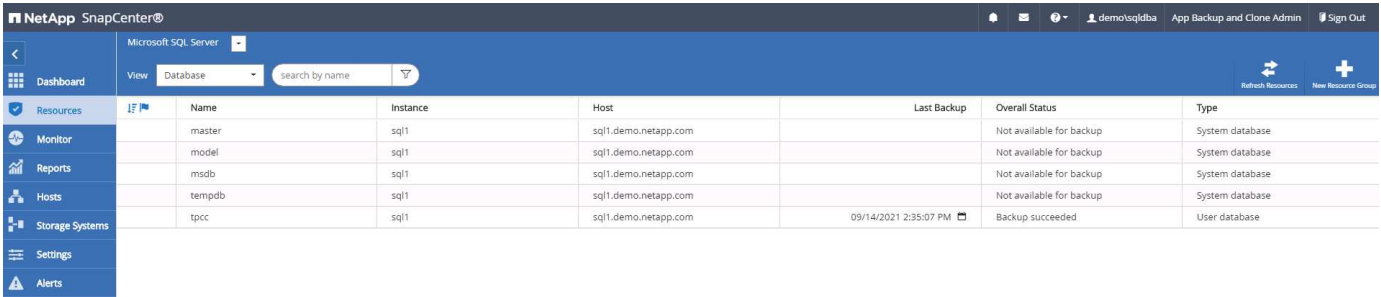 NetApp SnapCenter® demo\sqldba App Backup and Clone Admin Sign Out
Microsoft SQL Server
View Database search by name Refresh Resources New Resource Group
Dashboard
Resources
Monitor
Reports
Hosts
Storage Systems
Settings
Alerts
Name Instance Host Last Backup Overall Status Type
master sql1 sql1.demo.netapp.com Not available for backup System database
model sql1 sql1.demo.netapp.com Not available for backup System database
msdb sql1 sql1.demo.netapp.com Not available for backup System database
tempdb sql1 sql1.demo.netapp.com Not available for backup System database
tpcc sql1 sql1.demo.netapp.com 09/14/2021 2:35:07 PM Backup succeeded User database